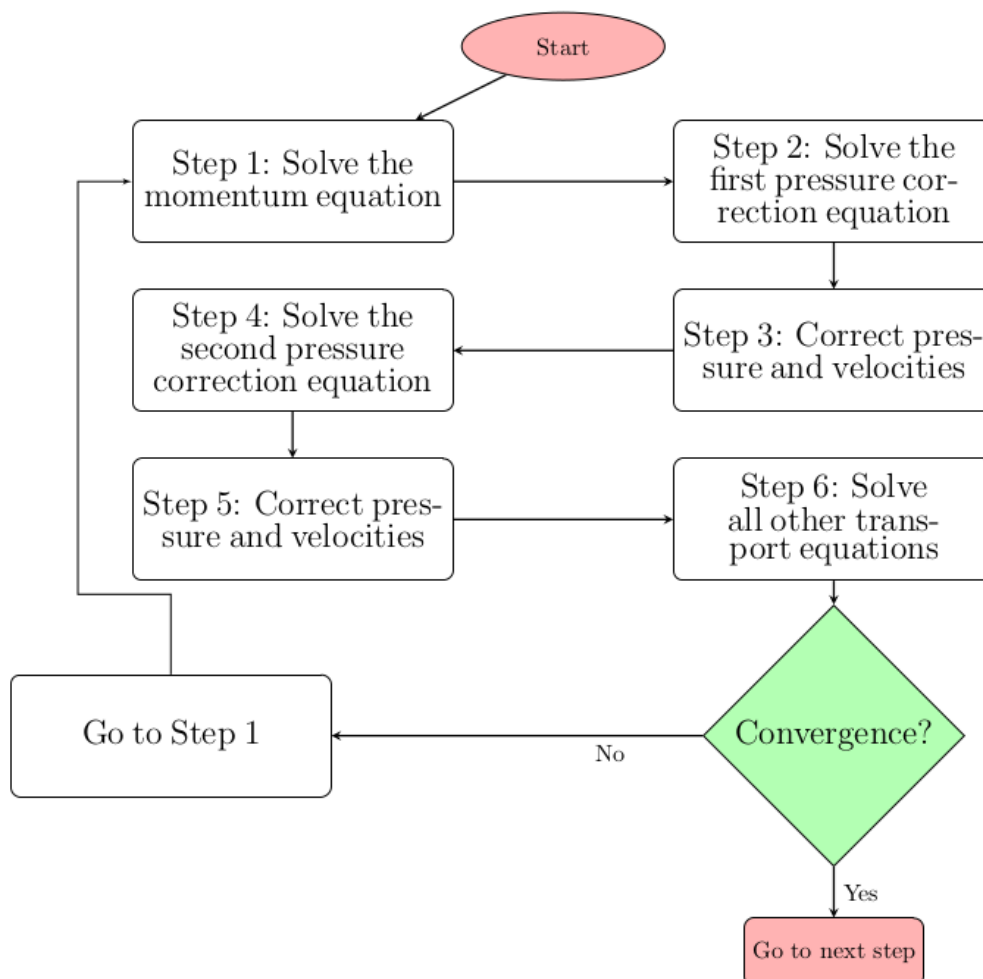 Start
Step 1: Solve the
momentum equation
Step 2: Solve the
first pressure cor-
rection equation
Step 3: Correct pres-
sure and velocities
Step 4: Solve the
second pressure
correction equation
Step 5: Correct pres-
sure and velocities
Step 6: Solve
all other trans-
port equations
Convergence?
No
Go to Step 1
Yes
Go to next step